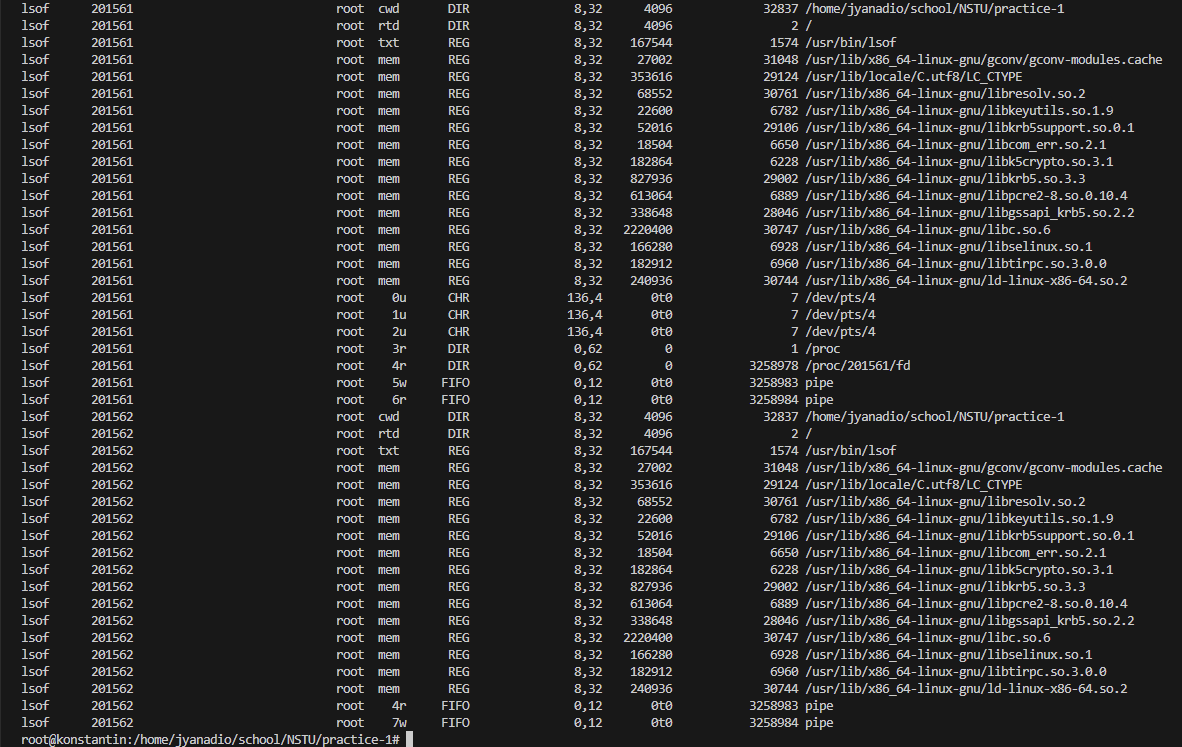 lsof 201561 root cwd DIR 8,32 4096 32837 /home/jyanadio/school/NSTU/practice-1
lsof 201561 root rtd DIR 8,32 4096 2 /
lsof 201561 root txt REG 8,32 167544 1574 /usr/bin/lsof
lsof 201561 root mem REG 8,32 27002 31048 /usr/lib/x86_64-linux-gnu/gconv/gconv-modules.cache
lsof 201561 root mem REG 8,32 353616 29124 /usr/lib/locale/C.utf8/LC_CTYPE
lsof 201561 root mem REG 8,32 68552 30761 /usr/lib/x86_64-linux-gnu/libresolv.so.2
lsof 201561 root mem REG 8,32 22600 6782 /usr/lib/x86_64-linux-gnu/libkeyutils.so.1.9
lsof 201561 root mem REG 8,32 52016 29106 /usr/lib/x86_64-linux-gnu/libkrb5support.so.0.1
lsof 201561 root mem REG 8,32 18504 6650 /usr/lib/x86_64-linux-gnu/libcom_err.so.2.1
lsof 201561 root mem REG 8,32 182864 6228 /usr/lib/x86_64-linux-gnu/libk5crypto.so.3.1
lsof 201561 root mem REG 8,32 827936 29002 /usr/lib/x86_64-linux-gnu/libkrb5.so.3.3
lsof 201561 root mem REG 8,32 613064 6889 /usr/lib/x86_64-linux-gnu/libpcre2-8.so.0.10.4
lsof 201561 root mem REG 8,32 338648 28046 /usr/lib/x86_64-linux-gnu/libgssapi_krb5.so.2.2
lsof 201561 root mem REG 8,32 2220400 30747 /usr/lib/x86_64-linux-gnu/libc.so.6
lsof 201561 root mem REG 8,32 166280 6928 /usr/lib/x86_64-linux-gnu/libselinux.so.1
lsof 201561 root mem REG 8,32 182912 6960 /usr/lib/x86_64-linux-gnu/libtirpc.so.3.0.0
lsof 201561 root mem REG 8,32 240936 30744 /usr/lib/x86_64-linux-gnu/ld-linux-x86-64.so.2
lsof 201561 root 0u CHR 136,4 0t0 7 /dev/pts/4
lsof 201561 root 1u CHR 136,4 0t0 7 /dev/pts/4
lsof 201561 root 2u CHR 136,4 0t0 7 /dev/pts/4
lsof 201561 root 3r DIR 0,62 0 1 /proc
lsof 201561 root 4r DIR 0,62 0 3258978 /proc/201561/fd
lsof 201561 root 5w FIFO 0,12 0t0 3258983 pipe
lsof 201561 root 6r FIFO 0,12 0t0 3258984 pipe
lsof 201562 root cwd DIR 8,32 4096 32837 /home/jyanadio/school/NSTU/practice-1
lsof 201562 root rtd DIR 8,32 4096 2 /
lsof 201562 root txt REG 8,32 167544 1574 /usr/bin/lsof
lsof 201562 root mem REG 8,32 27002 31048 /usr/lib/x86_64-linux-gnu/gconv/gconv-modules.cache
lsof 201562 root mem REG 8,32 353616 29124 /usr/lib/locale/C.utf8/LC_CTYPE
lsof 201562 root mem REG 8,32 68552 30761 /usr/lib/x86_64-linux-gnu/libresolv.so.2
lsof 201562 root mem REG 8,32 22600 6782 /usr/lib/x86_64-linux-gnu/libkeyutils.so.1.9
lsof 201562 root mem REG 8,32 52016 29106 /usr/lib/x86_64-linux-gnu/libkrb5support.so.0.1
lsof 201562 root mem REG 8,32 18504 6650 /usr/lib/x86_64-linux-gnu/libcom_err.so.2.1
lsof 201562 root mem REG 8,32 182864 6228 /usr/lib/x86_64-linux-gnu/libk5crypto.so.3.1
lsof 201562 root mem REG 8,32 827936 29002 /usr/lib/x86_64-linux-gnu/libkrb5.so.3.3
lsof 201562 root mem REG 8,32 613064 6889 /usr/lib/x86_64-linux-gnu/libpcre2-8.so.0.10.4
lsof 201562 root mem REG 8,32 338648 28046 /usr/lib/x86_64-linux-gnu/libgssapi_krb5.so.2.2
lsof 201562 root mem REG 8,32 2220400 30747 /usr/lib/x86_64-linux-gnu/libc.so.6
lsof 201562 root mem REG 8,32 166280 6928 /usr/lib/x86_64-linux-gnu/libselinux.so.1
lsof 201562 root mem REG 8,32 182912 6960 /usr/lib/x86_64-linux-gnu/libtirpc.so.3.0.0
lsof 201562 root mem REG 8,32 240936 30744 /usr/lib/x86_64-linux-gnu/ld-linux-x86-64.so.2
lsof 201562 root 4r FIFO 0,12 0t0 3258983 pipe
lsof 201562 root 7w FIFO 0,12 0t0 3258984 pipe
root@konstantin:/home/jyanadio/school/NSTU/practice-1#